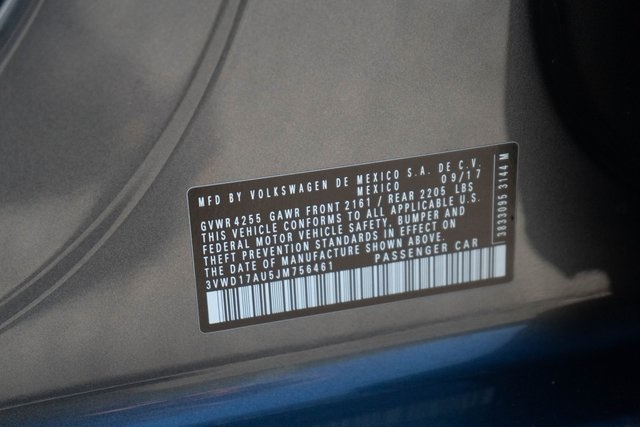 MFD BY VOLKSWAGEN DE MEXICO S.A. DE C.V.
MEXICO 09/17
GVWR 4255 GAWR FRONT 2161 / REAR 2205 LBS
THIS VEHICLE CONFORMS TO ALL APPLICABLE U.S.
FEDERAL MOTOR VEHICLE SAFETY, BUMPER AND
THEFT PREVENTION STANDARDS IN EFFECT ON
THE DATE OF MANUFACTURE SHOWN ABOVE.
3VWD17AU5JM756461 PASSENGER CAR
3833085 3144 M